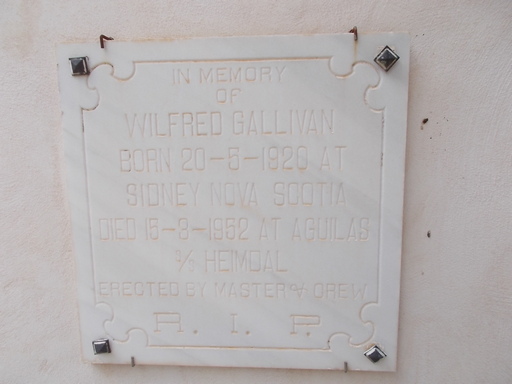 IN MEMORY
OF
WILFRED GALLIVAN
BORN 20-5-1920 AT
SIDNEY NOVA SCOTIA
DIED 15-3-1952 AT AGUILAS
S/S HEIMDAL
ERECTED BY MASTER & CREW
R. I. P.